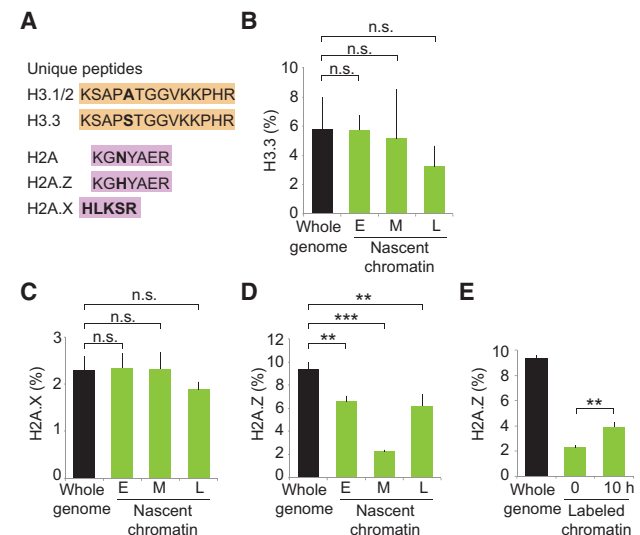 A
Unique peptides
H3.1/2 KSAPATGGVKKPHR
H3.3 KSAPSTGGVKKPHR
H2A KGNYAER
H2A.Z KGHYAER
H2A.X HLKSR
B
n.s.
n.s.
n.s.
10
8
6
4
2
0
H3.3 (%)
Whole genome
E M L
Nascent chromatin
C
n.s.
n.s.
n.s.
3
2
1
0
H2A.X (%)
Whole genome
E M L
Nascent chromatin
D
**
***
**
12
10
8
6
4
2
0
H2A.Z (%)
Whole genome
E M L
Nascent chromatin
E
**
10
8
6
4
2
0
H2A.Z (%)
Whole genome
0 10 h
Labeled chromatin